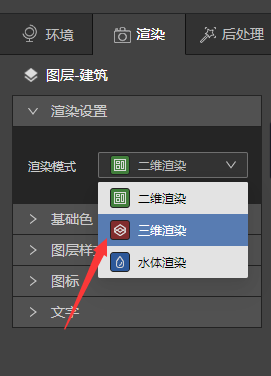 环境 渲染 后处理
图层-建筑
渲染设置
渲染模式 二维渲染
二维渲染
基础色 三维渲染
图层样
图标 水体渲染
文字